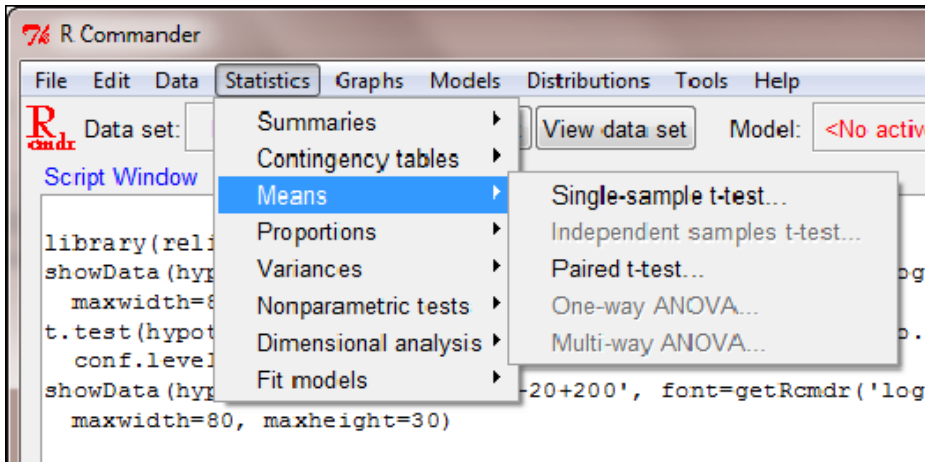 R Commander
File Edit Data Statistics Graphs Models Distributions Tools Help
R cmdr Data set: View data set Model: <No activ
Script Window
Summaries
Contingency tables
Means
Proportions
Variances
Nonparametric tests
Dimensional analysis
Fit models
Single-sample t-test...
Independent samples t-test...
Paired t-test...
One-way ANOVA...
Multi-way ANOVA...
library(reli
showData(hyp
maxwidth=8
t.test(hypot
conf.level
showData(hyp -20+200', font=getRcmdr('log
maxwidth=80, maxheight=30)